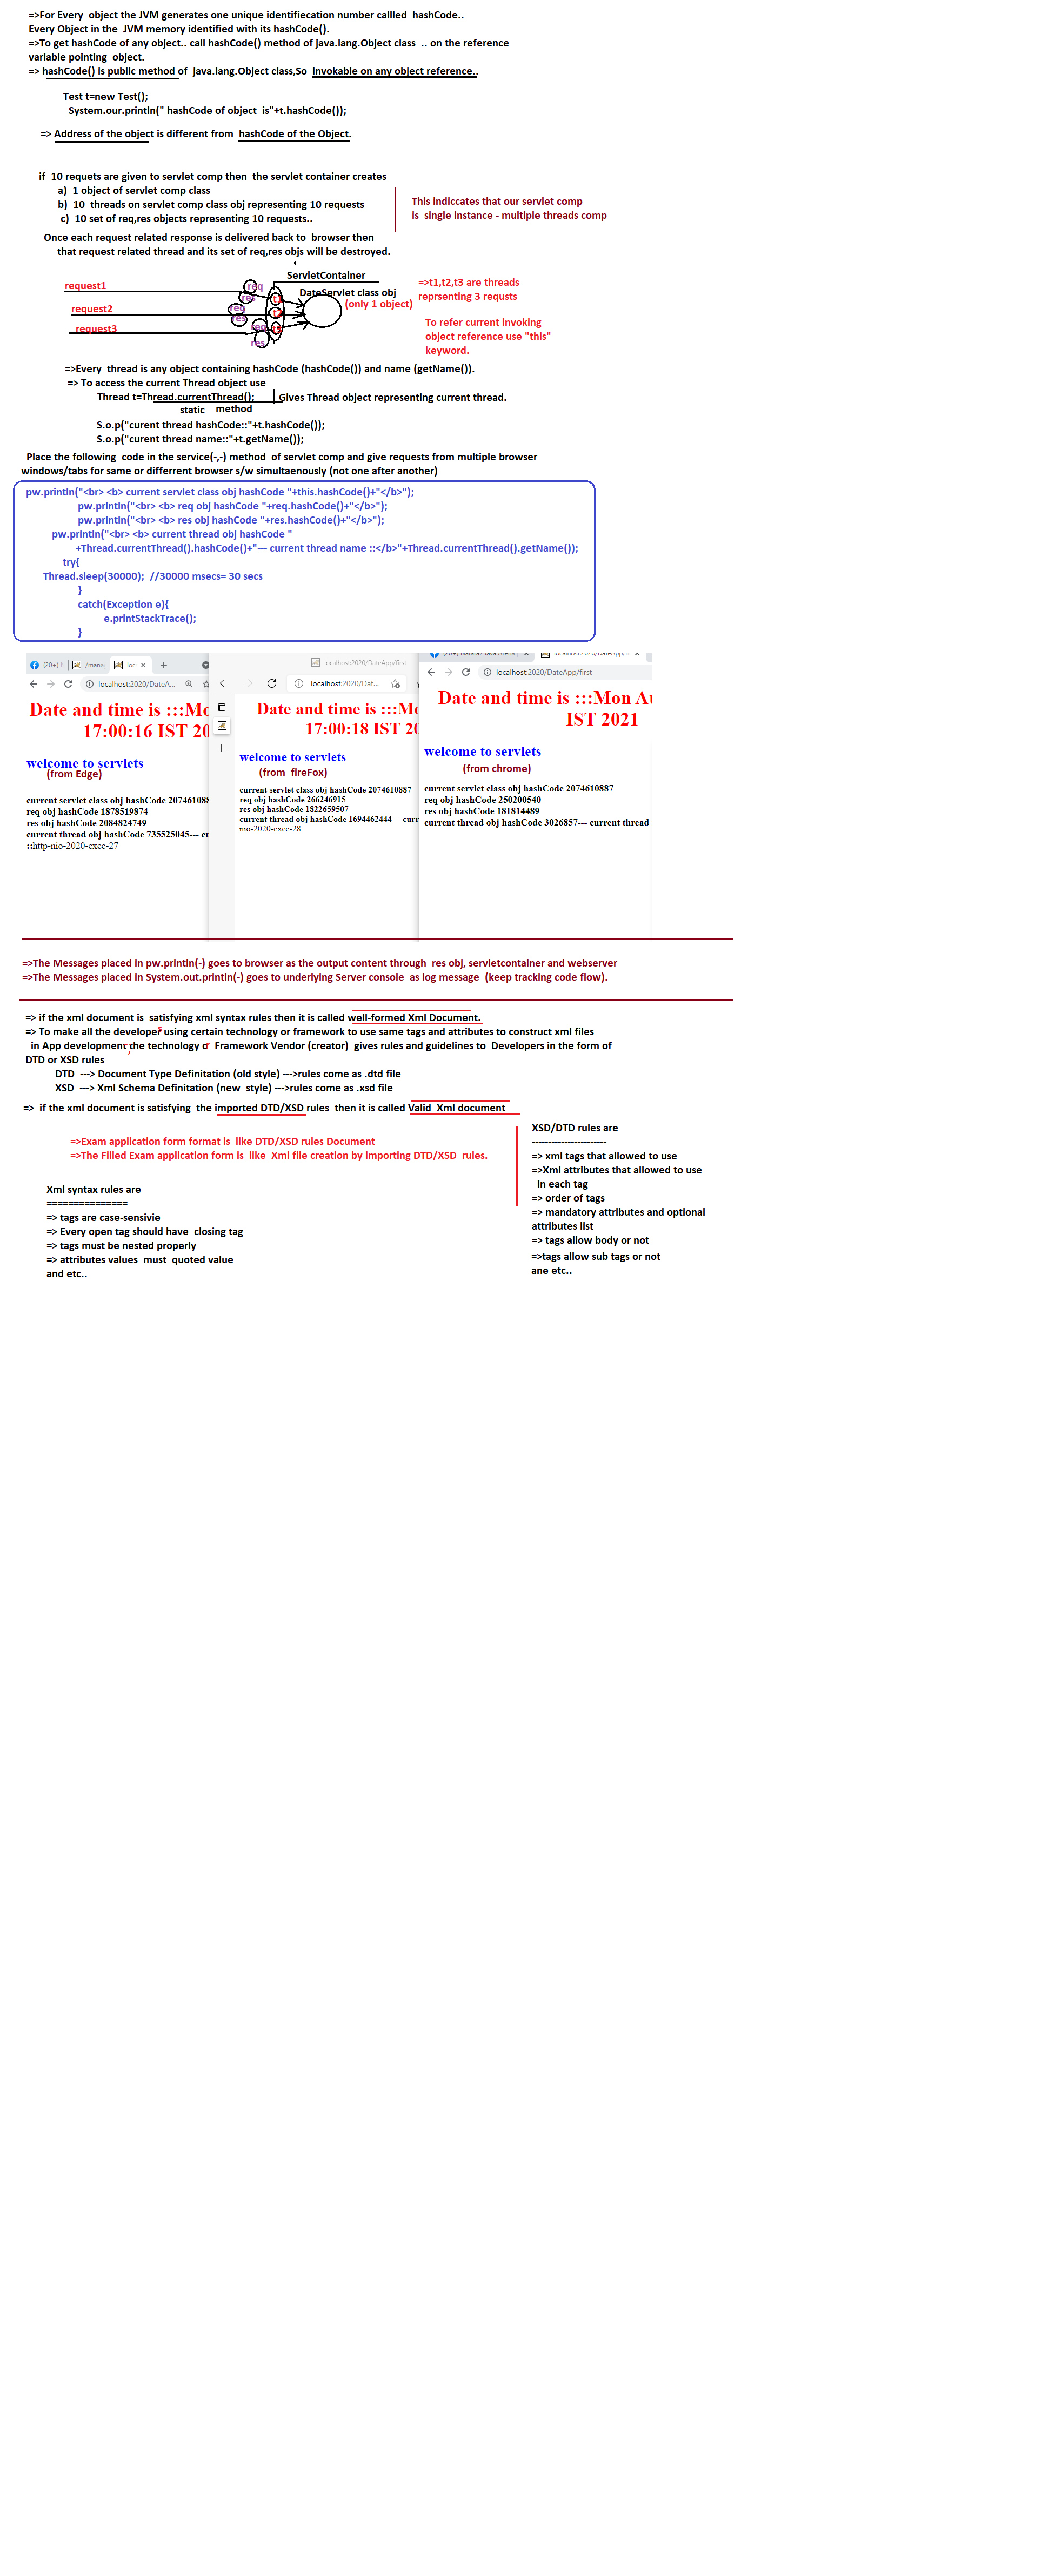 =>For Every  object the JVM generates one unique identifiecation number callled  hashCode..
Every Object in the  JVM memory identified with its hashCode().
=>To get hashCode of any object.. call hashCode() method of java.lang.Object class  .. on the reference
variable pointing  object.
=> hashCode() is public method of  java.lang.Object class,So  invokable on any object reference..
Test t=new Test();
System.our.println(" hashCode of object  is"+t.hashCode());
=> Address of the object is different from  hashCode of the Object.
if  10 requets are given to servlet comp then  the servlet container creates
a)  1 object of servlet comp class
b)  10  threads on servlet comp class obj representing 10 requests
c)  10 set of req,res objects representing 10 requests..
This indiccates that our servlet comp
is  single instance - multiple threads comp
Once each request related response is delivered back to  browser then
that request related thread and its set of req,res objs will be destroyed.
ServletContainer
request1
req
res
DateServlet class obj
(only 1 object)
=>t1,t2,t3 are threads
reprsenting 3 requsts
request2
req
res
request3
req
res
To refer current invoking
object reference use "this"
keyword.
=>Every  thread is any object containing hashCode (hashCode()) and name (getName()).
=> To access the current Thread object use
Thread t=Thread.currentThread();
Gives Thread object representing current thread.
static method
S.o.p("curent thread hashCode::"+t.hashCode());
S.o.p("curent thread name::"+t.getName());
Place the following  code in the service(-,-) method  of servlet comp and give requests from multiple browser
windows/tabs for same or differrent browser s/w simultaenously (not one after another)
pw.println("<br> <b> current servlet class obj hashCode "+this.hashCode()+"</b>");
pw.println("<br> <b> req obj hashCode "+req.hashCode()+"</b>");
pw.println("<br> <b> res obj hashCode "+res.hashCode()+"</b>");
pw.println("<br> <b> current thread obj hashCode "
+Thread.currentThread().hashCode()+"--- current thread name ::</b>"+Thread.currentThread().getName());
try{
Thread.sleep(30000);  //30000 msecs= 30 secs
}
catch(Exception e){
e.printStackTrace();
}
(20+)
/mana
loc
localhost:2020/DateA...
Date and time is :::Mo
17:00:16 IST 20
welcome to servlets
(from Edge)
current servlet class obj hashCode 207461088
req obj hashCode 1878519874
res obj hashCode 2084824749
current thread obj hashCode 735525045--- cu
::http-nio-2020-exec-27
localhost:2020/DateApp/first
localhost:2020/Dat...
Date and time is :::Mo
17:00:18 IST 20
welcome to servlets
(from  fireFox)
current servlet class obj hashCode 2074610887
req obj hashCode 266246915
res obj hashCode 1822659507
current thread obj hashCode 1694462444--- curr
nio-2020-exec-28
localhost:2020/DateApp/first
Date and time is :::Mon Au
IST 2021
welcome to servlets
(from chrome)
current servlet class obj hashCode 2074610887
req obj hashCode 250200540
res obj hashCode 181814489
current thread obj hashCode 3026857--- current thread
=>The Messages placed in pw.println(-) goes to browser as the output content through  res obj, servletcontainer and webserver
=>The Messages placed in System.out.println(-) goes to underlying Server console  as log message  (keep tracking code flow).
=> if the xml document is  satisfying xml syntax rules then it is called well-formed Xml Document.
=> To make all the developer using certain technology or framework to use same tags and attributes to construct xml files
in App development the technology or Framework Vendor (creator)  gives rules and guidelines to  Developers in the form of
DTD or XSD rules
DTD  ---> Document Type Definition (old style) --->rules come as .dtd file
XSD  ---> Xml Schema Definition (new  style) --->rules come as .xsd file
=>  if the xml document is satisfying  the imported DTD/XSD rules  then it is called Valid  Xml document
=>Exam application form format is  like DTD/XSD rules Document
=>The Filled Exam application form is  like  Xml file creation by importing DTD/XSD  rules.
XSD/DTD rules are
-----------------------
=> xml tags that allowed to use
=>Xml attributes that allowed to use
in each tag
=> order of tags
=> mandatory attributes and optional
attributes list
=> tags allow body or not
=>tags allow sub tags or not
ane etc..
Xml syntax rules are
===============
=> tags are case-sensivie
=> Every open tag should have  closing tag
=> tags must be nested properly
=> attributes values  must  quoted value
and etc..